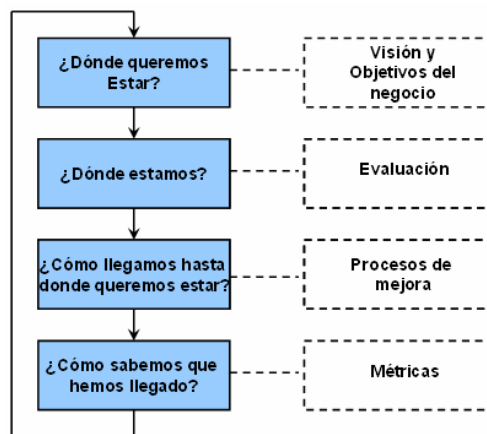 ¿Dónde queremos
Estar?
Visión y
Objetivos del
negocio
¿Dónde estamos?
Evaluación
¿Cómo llegamos hasta
donde queremos estar?
Procesos de
mejora
¿Cómo sabemos que
hemos llegado?
Métricas